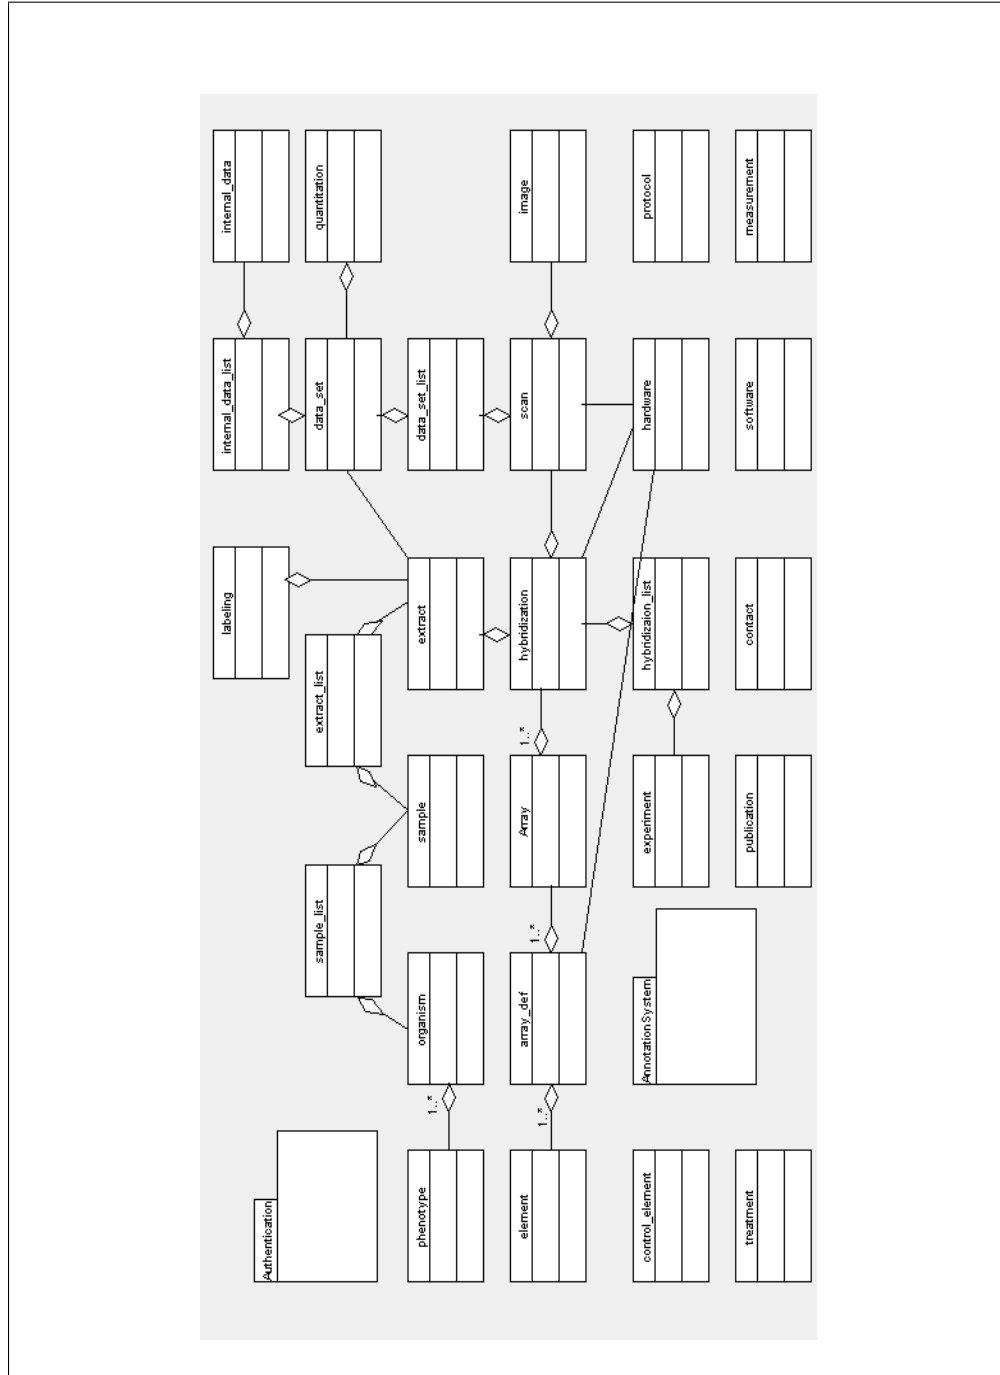 internal_data
quantitation
image
protocol
measurement
internal_data_list
data_set
data_set_list
scan
hardware
software
labeling
extract_list
extract
hybridization
hybridizaion_list
contact
sample_list
sample
1..*
Array
experiment
publication
organism
1..*
array_def
AnnotationSystem
1..*
1..*
Authentication
phenotype
element
control_element
treatment